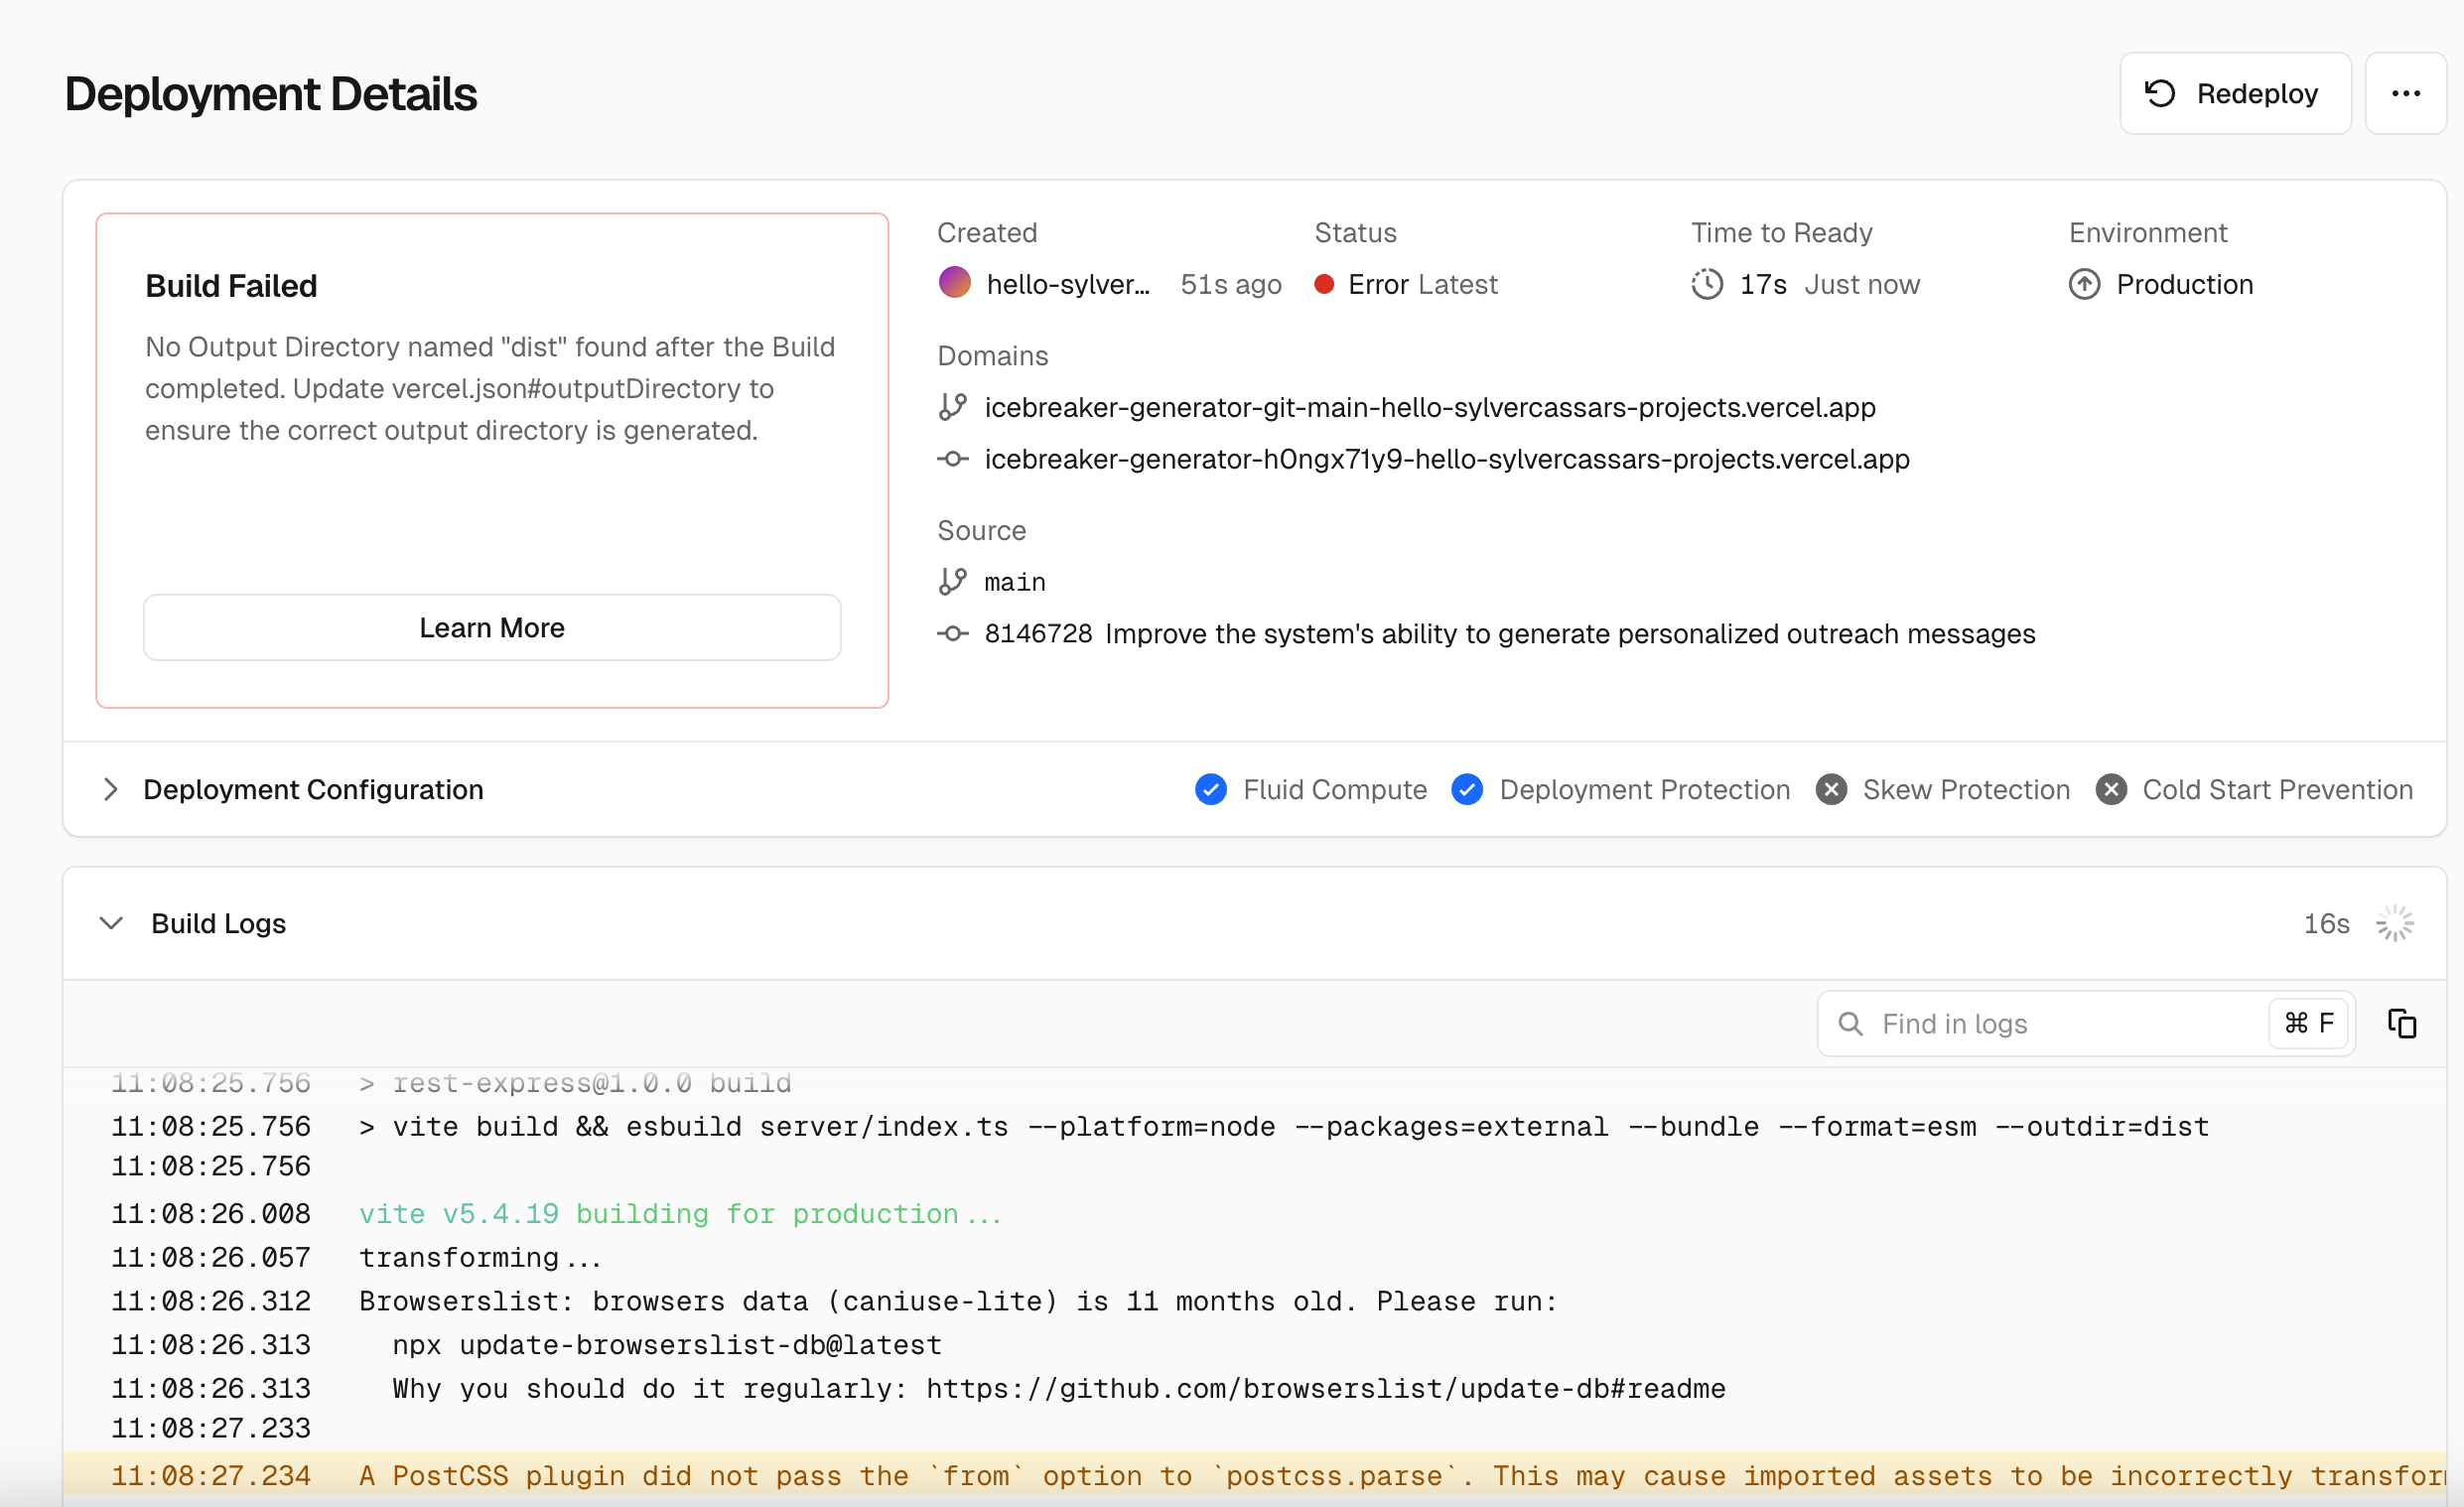 Deployment Details
Redeploy
Build Failed
No Output Directory named "dist" found after the Build
completed. Update vercel.json#outputDirectory to
ensure the correct output directory is generated.
Learn More
Created
hello-sylver... 51s ago
Status
Error Latest
Time to Ready
17s Just now
Environment
Production
Domains
icebreaker-generator-git-main-hello-sylvercassars-projects.vercel.app
icebreaker-generator-h0ngx71y9-hello-sylvercassars-projects.vercel.app
Source
main
8146728 Improve the system's ability to generate personalized outreach messages
Deployment Configuration
Fluid Compute Deployment Protection Skew Protection Cold Start Prevention
Build Logs
16s
Find in logs ⌘ F
11:08:25.756 > rest-express@1.0.0 build
11:08:25.756 > vite build && esbuild server/index.ts --platform=node --packages=external --bundle --format=esm --outdir=dist
11:08:25.756
11:08:26.008 vite v5.4.19 building for production...
11:08:26.057 transforming...
11:08:26.312 Browserslist: browsers data (caniuse-lite) is 11 months old. Please run:
11:08:26.313 npx update-browserslist-db@latest
11:08:26.313 Why you should do it regularly: https://github.com/browserslist/update-db#readme
11:08:27.233
11:08:27.234 A PostCSS plugin did not pass the `from` option to `postcss.parse`. This may cause imported assets to be incorrectly